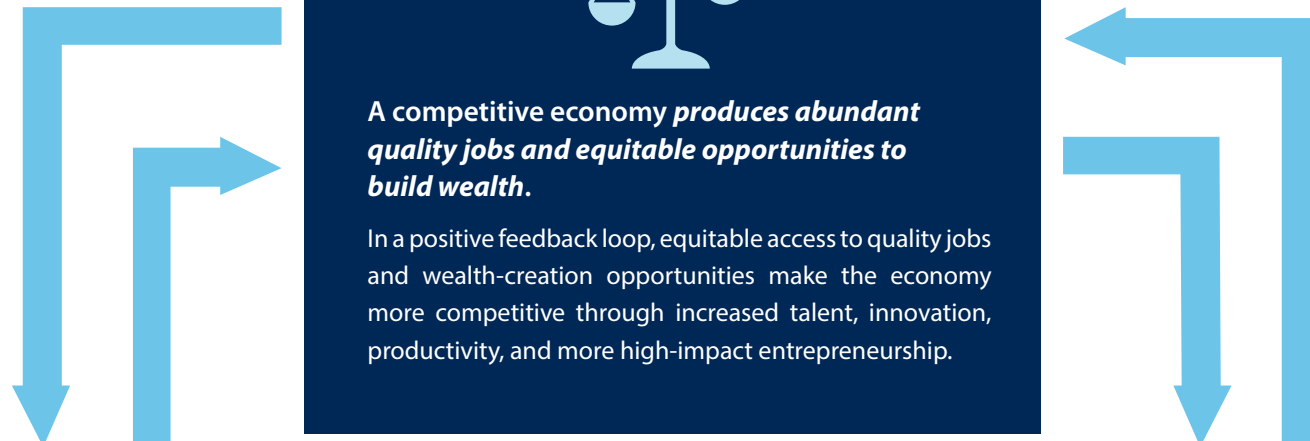 A competitive economy produces abundant
quality jobs and equitable opportunities to
build wealth.
In a positive feedback loop, equitable access to quality jobs
and wealth-creation opportunities make the economy
more competitive through increased talent, innovation,
productivity, and more high-impact entrepreneurship.